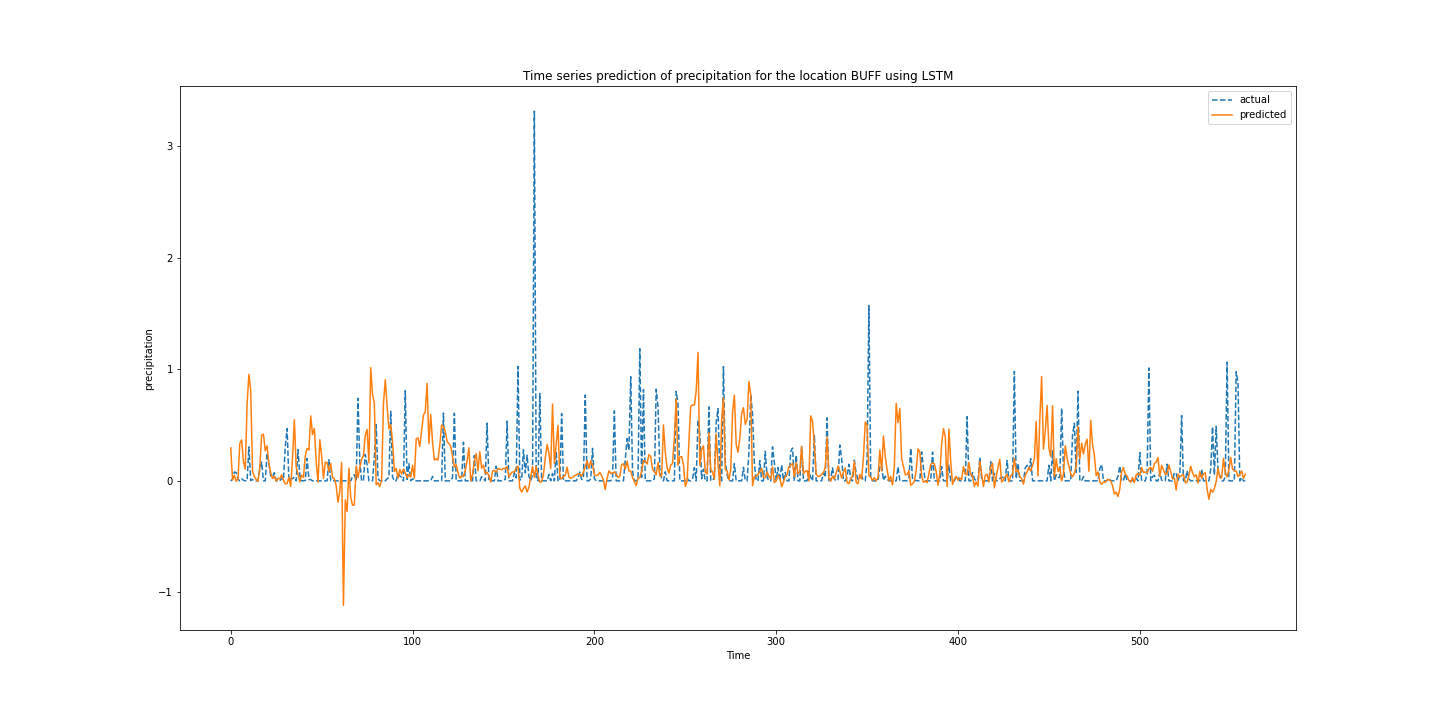 Time series prediction of precipitation for the location BUFF using LSTM
actual
predicted
3
2
1
0
−1
precipitation
0 100 200 300 400 500
Time